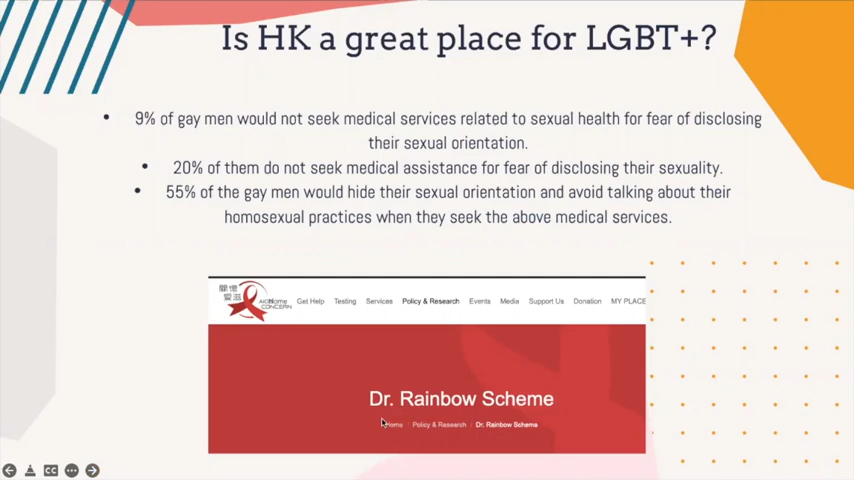 Is HK a great place for LGBT+?
• 9% of gay men would not seek medical services related to sexual health for fear of disclosing
their sexual orientation.
• 20% of them do not seek medical assistance for fear of disclosing their sexuality.
• 55% of the gay men would hide their sexual orientation and avoid talking about their
homosexual practices when they seek the above medical services.
關懷
愛滋
AIDS
CONCERN
Home Get Help Testing Services Policy & Research Events Media Support Us Donation MY PLACE
Dr. Rainbow Scheme
Home | Policy & Research | Dr. Rainbow Scheme
CC